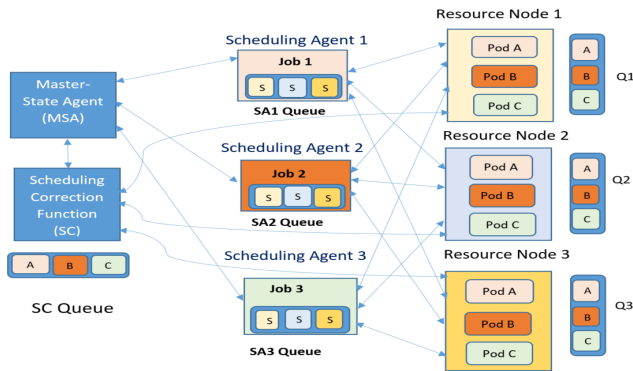 Master-
State Agent
(MSA)
Scheduling
Correction
Function
(SC)
A B C
SC Queue
Scheduling Agent 1
Job 1
S S S
SA1 Queue
Scheduling Agent 2
Job 2
S S S
SA2 Queue
Scheduling Agent 3
Job 3
S S S
SA3 Queue
Resource Node 1
Pod A
Pod B
Pod C
A
B
C
Q1
Resource Node 2
Pod A
Pod B
Pod C
A
B
C
Q2
Resource Node 3
Pod A
Pod B
Pod C
A
B
C
Q3